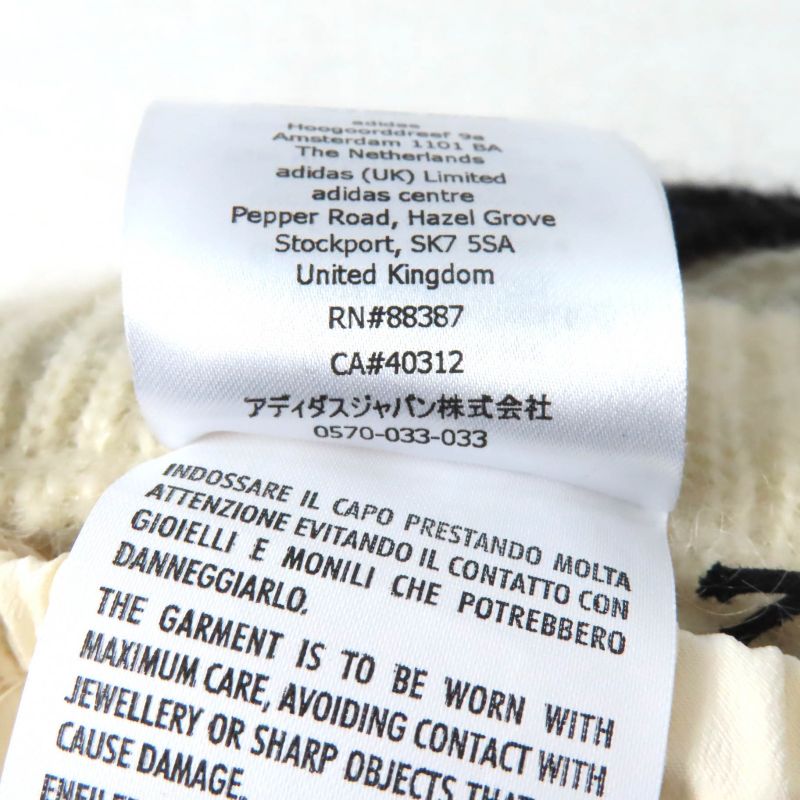 adidas
Hoogoorddreef 9a
Amsterdam 1101 BA
The Netherlands
adidas (UK) Limited
adidas centre
Pepper Road, Hazel Grove
Stockport, SK7 5SA
United Kingdom
RN#88387
CA#40312
アディダスジャパン株式会社
0570-033-033
INDOSSARE IL CAPO PRESTANDO MOLTA
ATTENZIONE EVITANDO IL CONTATTO CON
GIOIELLI E MONILI CHE POTREBBERO
DANNEGGIARLO.
THE GARMENT IS TO BE WORN WITH
MAXIMUM CARE, AVOIDING CONTACT WITH
JEWELLERY OR SHARP OBJECTS
CAUSE DAMAGE.